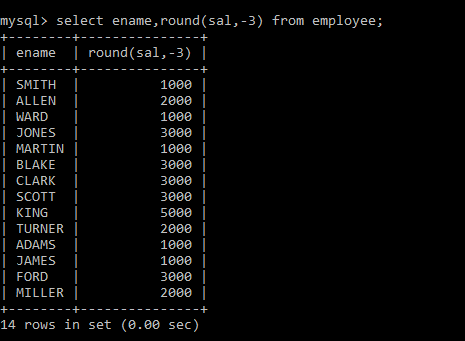 mysql> select ename,round(sal,-3) from employee;
+--------+---------------+
| ename  | round(sal,-3) |
+--------+---------------+
| SMITH  |          1000 |
| ALLEN  |          2000 |
| WARD   |          1000 |
| JONES  |          3000 |
| MARTIN |          1000 |
| BLAKE  |          3000 |
| CLARK  |          3000 |
| SCOTT  |          3000 |
| KING   |          5000 |
| TURNER |          2000 |
| ADAMS  |          1000 |
| JAMES  |          1000 |
| FORD   |          3000 |
| MILLER |          2000 |
+--------+---------------+
14 rows in set (0.00 sec)